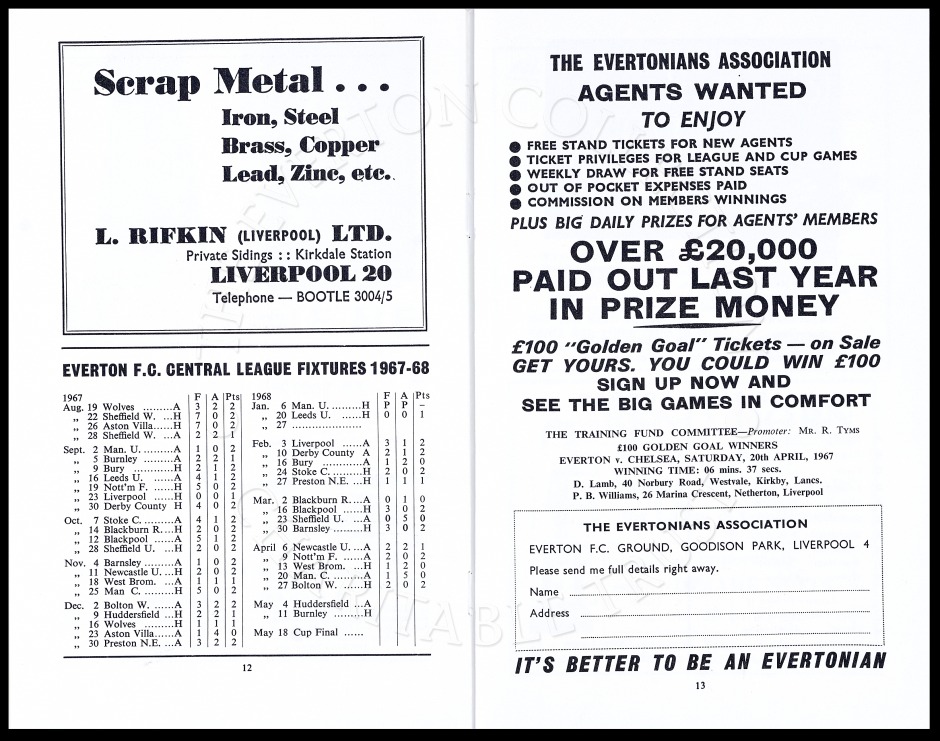 Scrap Metal . . .
Iron, Steel
Brass, Copper
Lead, Zinc, etc.
L. RIFKIN (LIVERPOOL) LTD.
Private Sidings : : Kirkdale Station
LIVERPOOL 20
Telephone — BOOTLE 3004/5
EVERTON F.C. CENTRAL LEAGUE FIXTURES 1967-68
1967 F A Pts
Aug. 19 Wolves .........A 3 2 2
„ 22 Sheffield W. ...H 7 0 2
„ 26 Aston Villa......H 7 0 2
„ 28 Sheffield W. ...A 2 2 1
Sept. 2 Man. U. .........A 1 0 2
„ 5 Burnley .........A 2 2 1
„ 9 Bury ............H 2 1 2
„ 16 Leeds U. ......A 4 1 2
„ 19 Nott'm F. ......H 5 0 2
„ 23 Liverpool ......H 0 0 1
„ 30 Derby County H 4 0 2
Oct. 7 Stoke C. .........A 4 1 2
„ 14 Blackburn R....H 2 0 2
„ 12 Blackpool ......A 5 1 2
„ 28 Sheffield U. ...H 2 0 2
Nov. 4 Barnsley .........A 1 0 2
„ 11 Newcastle U. ...H 2 0 2
„ 18 West Brom. ...A 1 1 1
„ 25 Man C. .........H 5 0 2
Dec. 2 Bolton W. ......A 3 2 2
„ 9 Huddersfield ...H 2 2 1
„ 16 Wolves .........H 1 1 1
„ 23 Aston Villa......A 1 4 0
„ 30 Preston N.E. ...A 3 2 2
12
1968 F A Pts
Jan. 6 Man. U. .........H P P –
„ 20 Leeds U. ......H 0 0 1
„ 27 .....................
Feb. 3 Liverpool ......A 3 1 2
„ 10 Derby County A 2 1 2
„ 16 Bury ............A 1 2 0
„ 24 Stoke C. .........H 2 0 2
„ 27 Preston N.E. ...H 1 1 1
Mar. 2 Blackburn R....A 0 1 0
„ 16 Blackpool ......H 3 0 2
„ 23 Sheffield U. ...A 0 5 0
„ 30 Barnsley .........H 3 0 2
April 6 Newcastle U. ...A 2 2 1
„ 9 Nott'm F. ......A 2 0 2
„ 13 West Brom. ...H 1 2 0
„ 20 Man. C. .........A 1 5 0
„ 27 Bolton W. ......H 2 0 2
May 4 Huddersfield ...A
„ 11 Burnley .........H
May 18 Cup Final ......
THE EVERTONIANS ASSOCIATION
AGENTS WANTED
TO ENJOY
● FREE STAND TICKETS FOR NEW AGENTS
● TICKET PRIVILEGES FOR LEAGUE AND CUP GAMES
● WEEKLY DRAW FOR FREE STAND SEATS
● OUT OF POCKET EXPENSES PAID
● COMMISSION ON MEMBERS WINNINGS
PLUS BIG DAILY PRIZES FOR AGENTS' MEMBERS
OVER £20,000
PAID OUT LAST YEAR
IN PRIZE MONEY
£100 "Golden Goal" Tickets — on Sale
GET YOURS. YOU COULD WIN £100
SIGN UP NOW AND
SEE THE BIG GAMES IN COMFORT
THE TRAINING FUND COMMITTEE—Promoter: MR. R. TYMS
£100 GOLDEN GOAL WINNERS
EVERTON v. CHELSEA, SATURDAY, 20th APRIL, 1967
WINNING TIME: 06 mins. 37 secs.
D. Lamb, 40 Norbury Road, Westvale, Kirkby, Lancs.
P. B. Williams, 26 Marina Crescent, Netherton, Liverpool
THE EVERTONIANS ASSOCIATION
EVERTON F.C. GROUND, GOODISON PARK, LIVERPOOL 4
Please send me full details right away.
Name
Address
IT'S BETTER TO BE AN EVERTONIAN
13